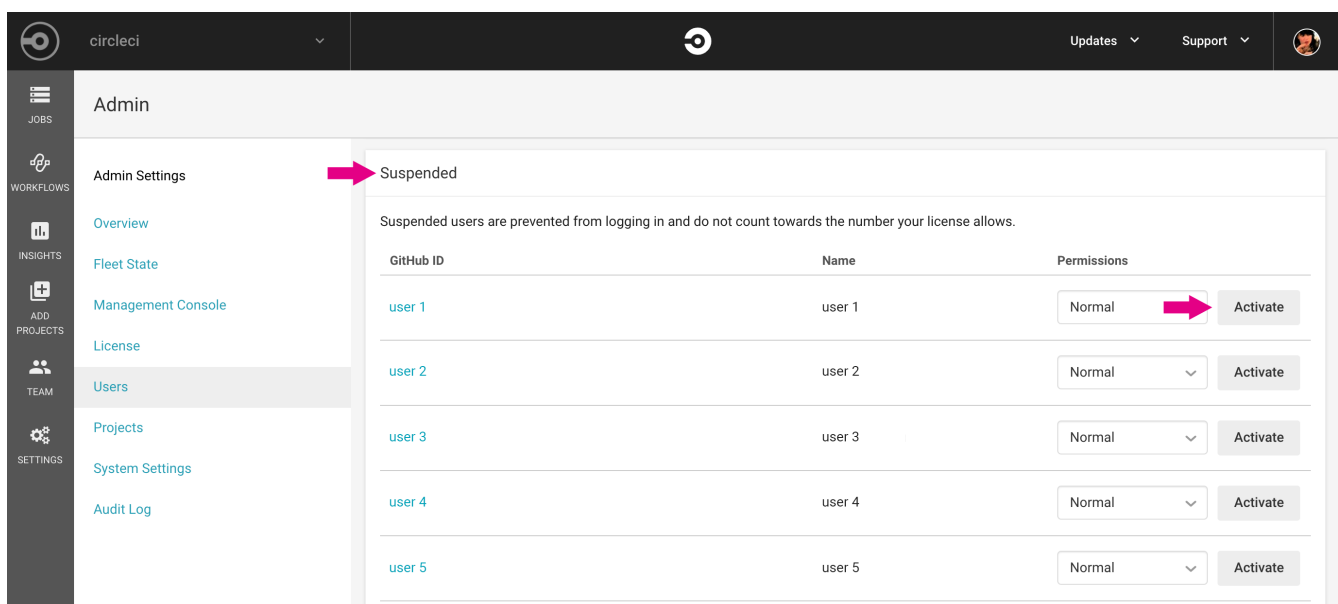 circleci
Updates
Support
JOBS
WORKFLOWS
INSIGHTS
ADD
PROJECTS
TEAM
SETTINGS
Admin
Admin Settings
Overview
Fleet State
Management Console
License
Users
Projects
System Settings
Audit Log
Suspended
Suspended users are prevented from logging in and do not count towards the number your license allows.
GitHub ID Name Permissions
user 1 user 1 Normal Activate
user 2 user 2 Normal Activate
user 3 user 3 Normal Activate
user 4 user 4 Normal Activate
user 5 user 5 Normal Activate